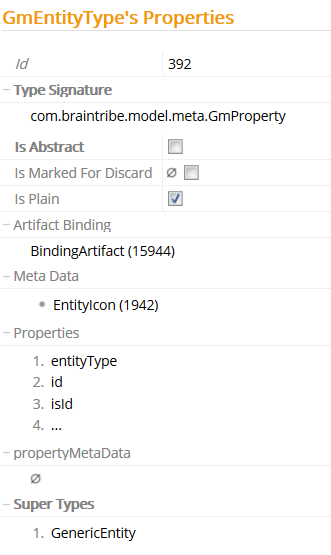 GmEntityType's Properties
Id 392
Type Signature
com.braintribe.model.meta.GmProperty
Is Abstract
Is Marked For Discard ∅
Is Plain
Artifact Binding
BindingArtifact (15944)
Meta Data
EntityIcon (1942)
Properties
1. entityType
2. id
3. isId
4. ...
propertyMetaData
∅
Super Types
1. GenericEntity